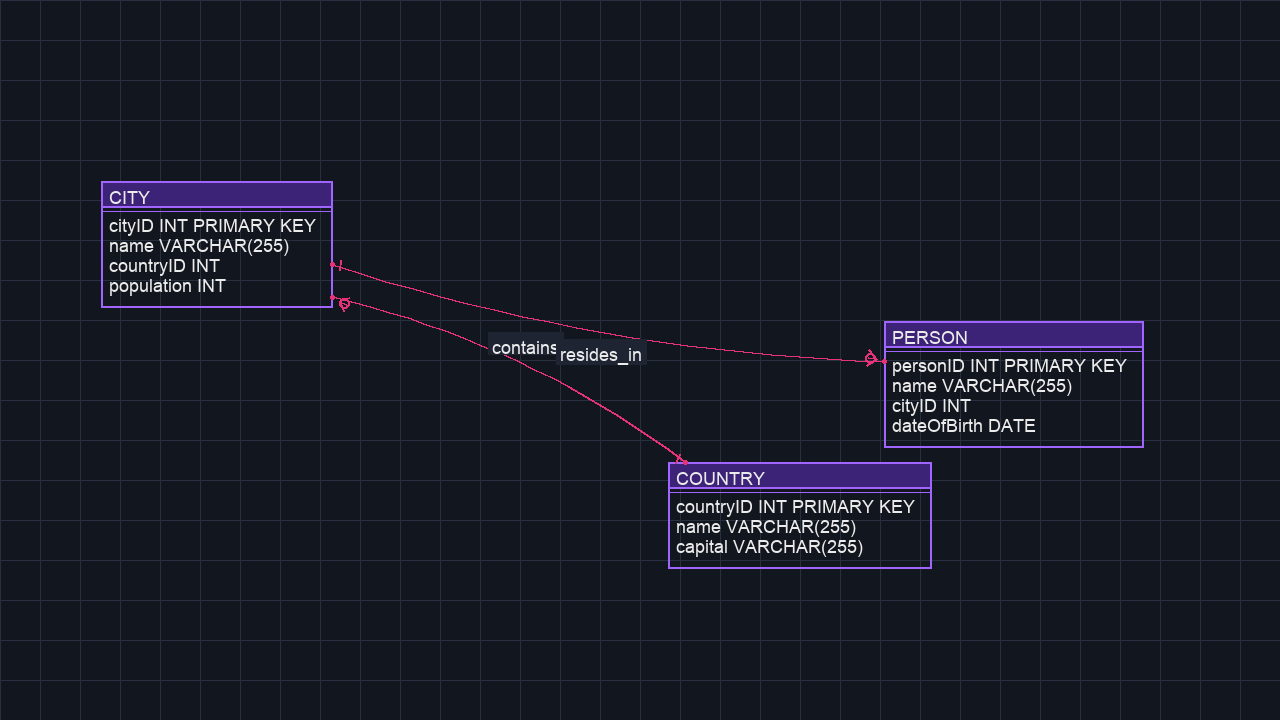 CITY
cityID INT PRIMARY KEY
name VARCHAR(255)
countryID INT
population INT
contains
resides_in
PERSON
personID INT PRIMARY KEY
name VARCHAR(255)
cityID INT
dateOfBirth DATE
COUNTRY
countryID INT PRIMARY KEY
name VARCHAR(255)
capital VARCHAR(255)